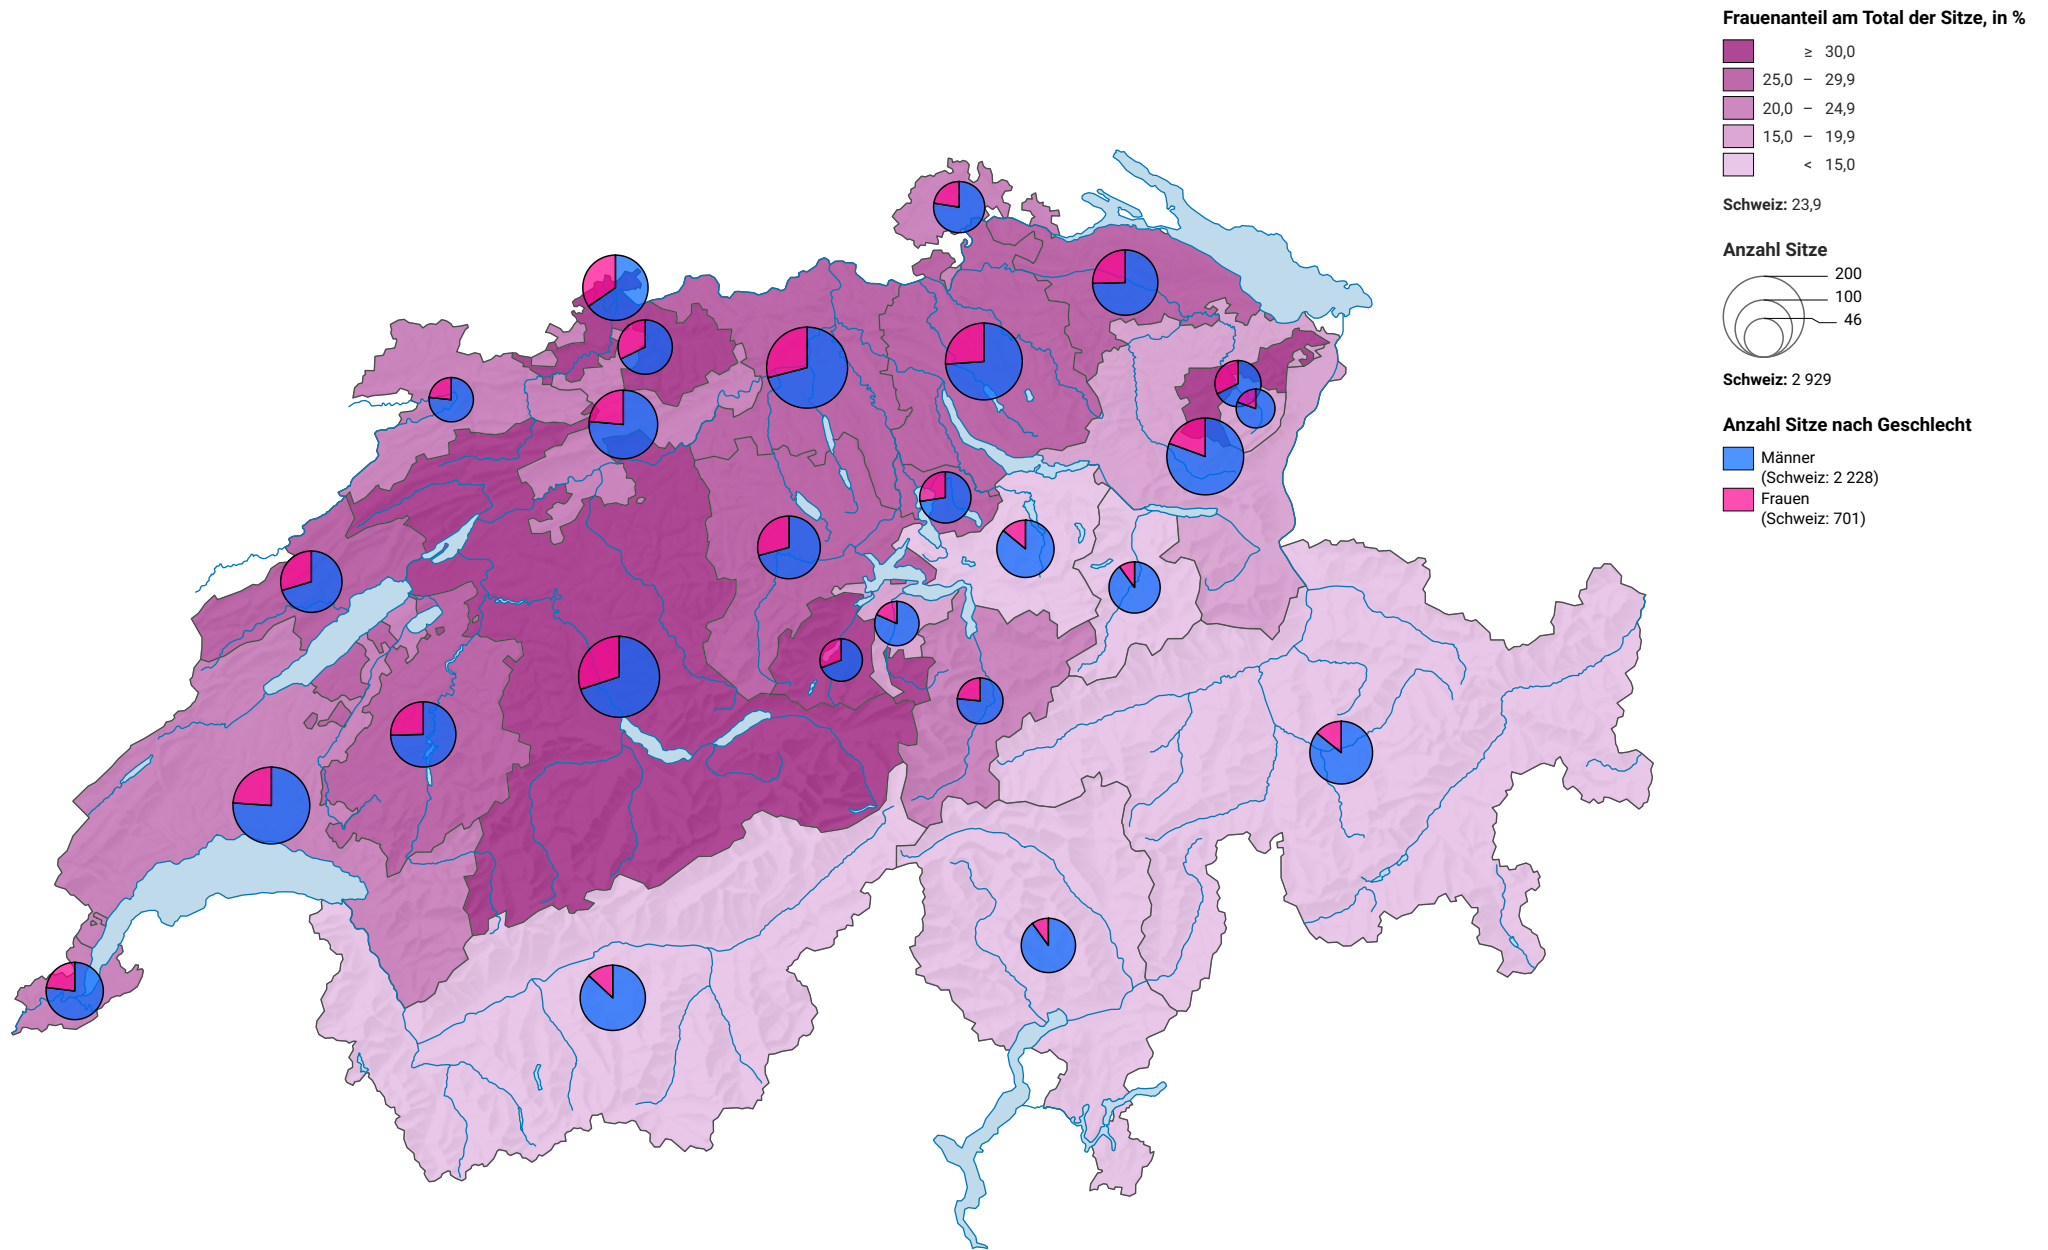 Frauenanteil am Total der Sitze, in %
≥ 30,0
25,0 – 29,9
20,0 – 24,9
15,0 – 19,9
< 15,0
Schweiz: 23,9
Anzahl Sitze
200
100
46
Schweiz: 2 929
Anzahl Sitze nach Geschlecht
Männer
(Schweiz: 2 228)
Frauen
(Schweiz: 701)